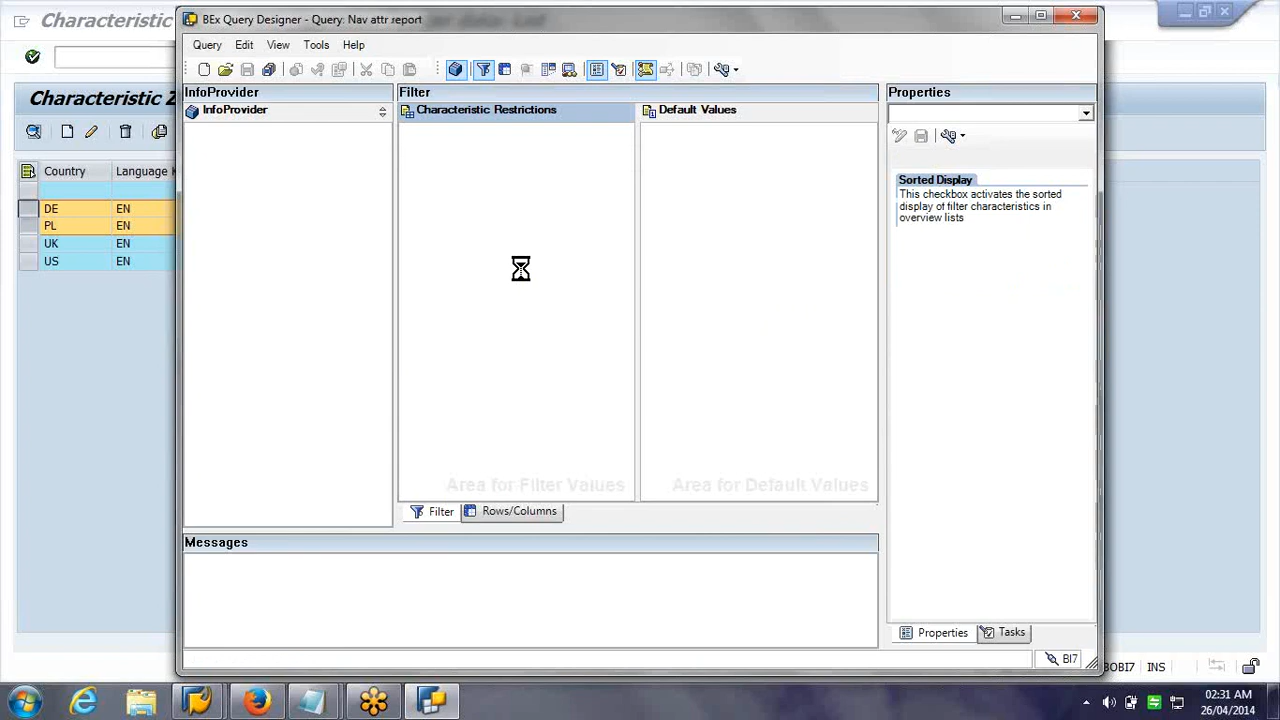 Characteristic
BEx Query Designer - Query: Nav attr report
Query Edit View Tools Help
InfoProvider
Filter
Properties
InfoProvider
Characteristic Restrictions
Default Values
Characteristic Z
Country Language K
DE EN
PL EN
UK EN
US EN
Sorted Display
This checkbox activates the sorted
display of filter characteristics in
overview lists
Area for Filter Values
Area for Default Values
Filter Rows/Columns
Messages
Properties Tasks
BI7
BOBI7 INS
02:31 AM
26/04/2014